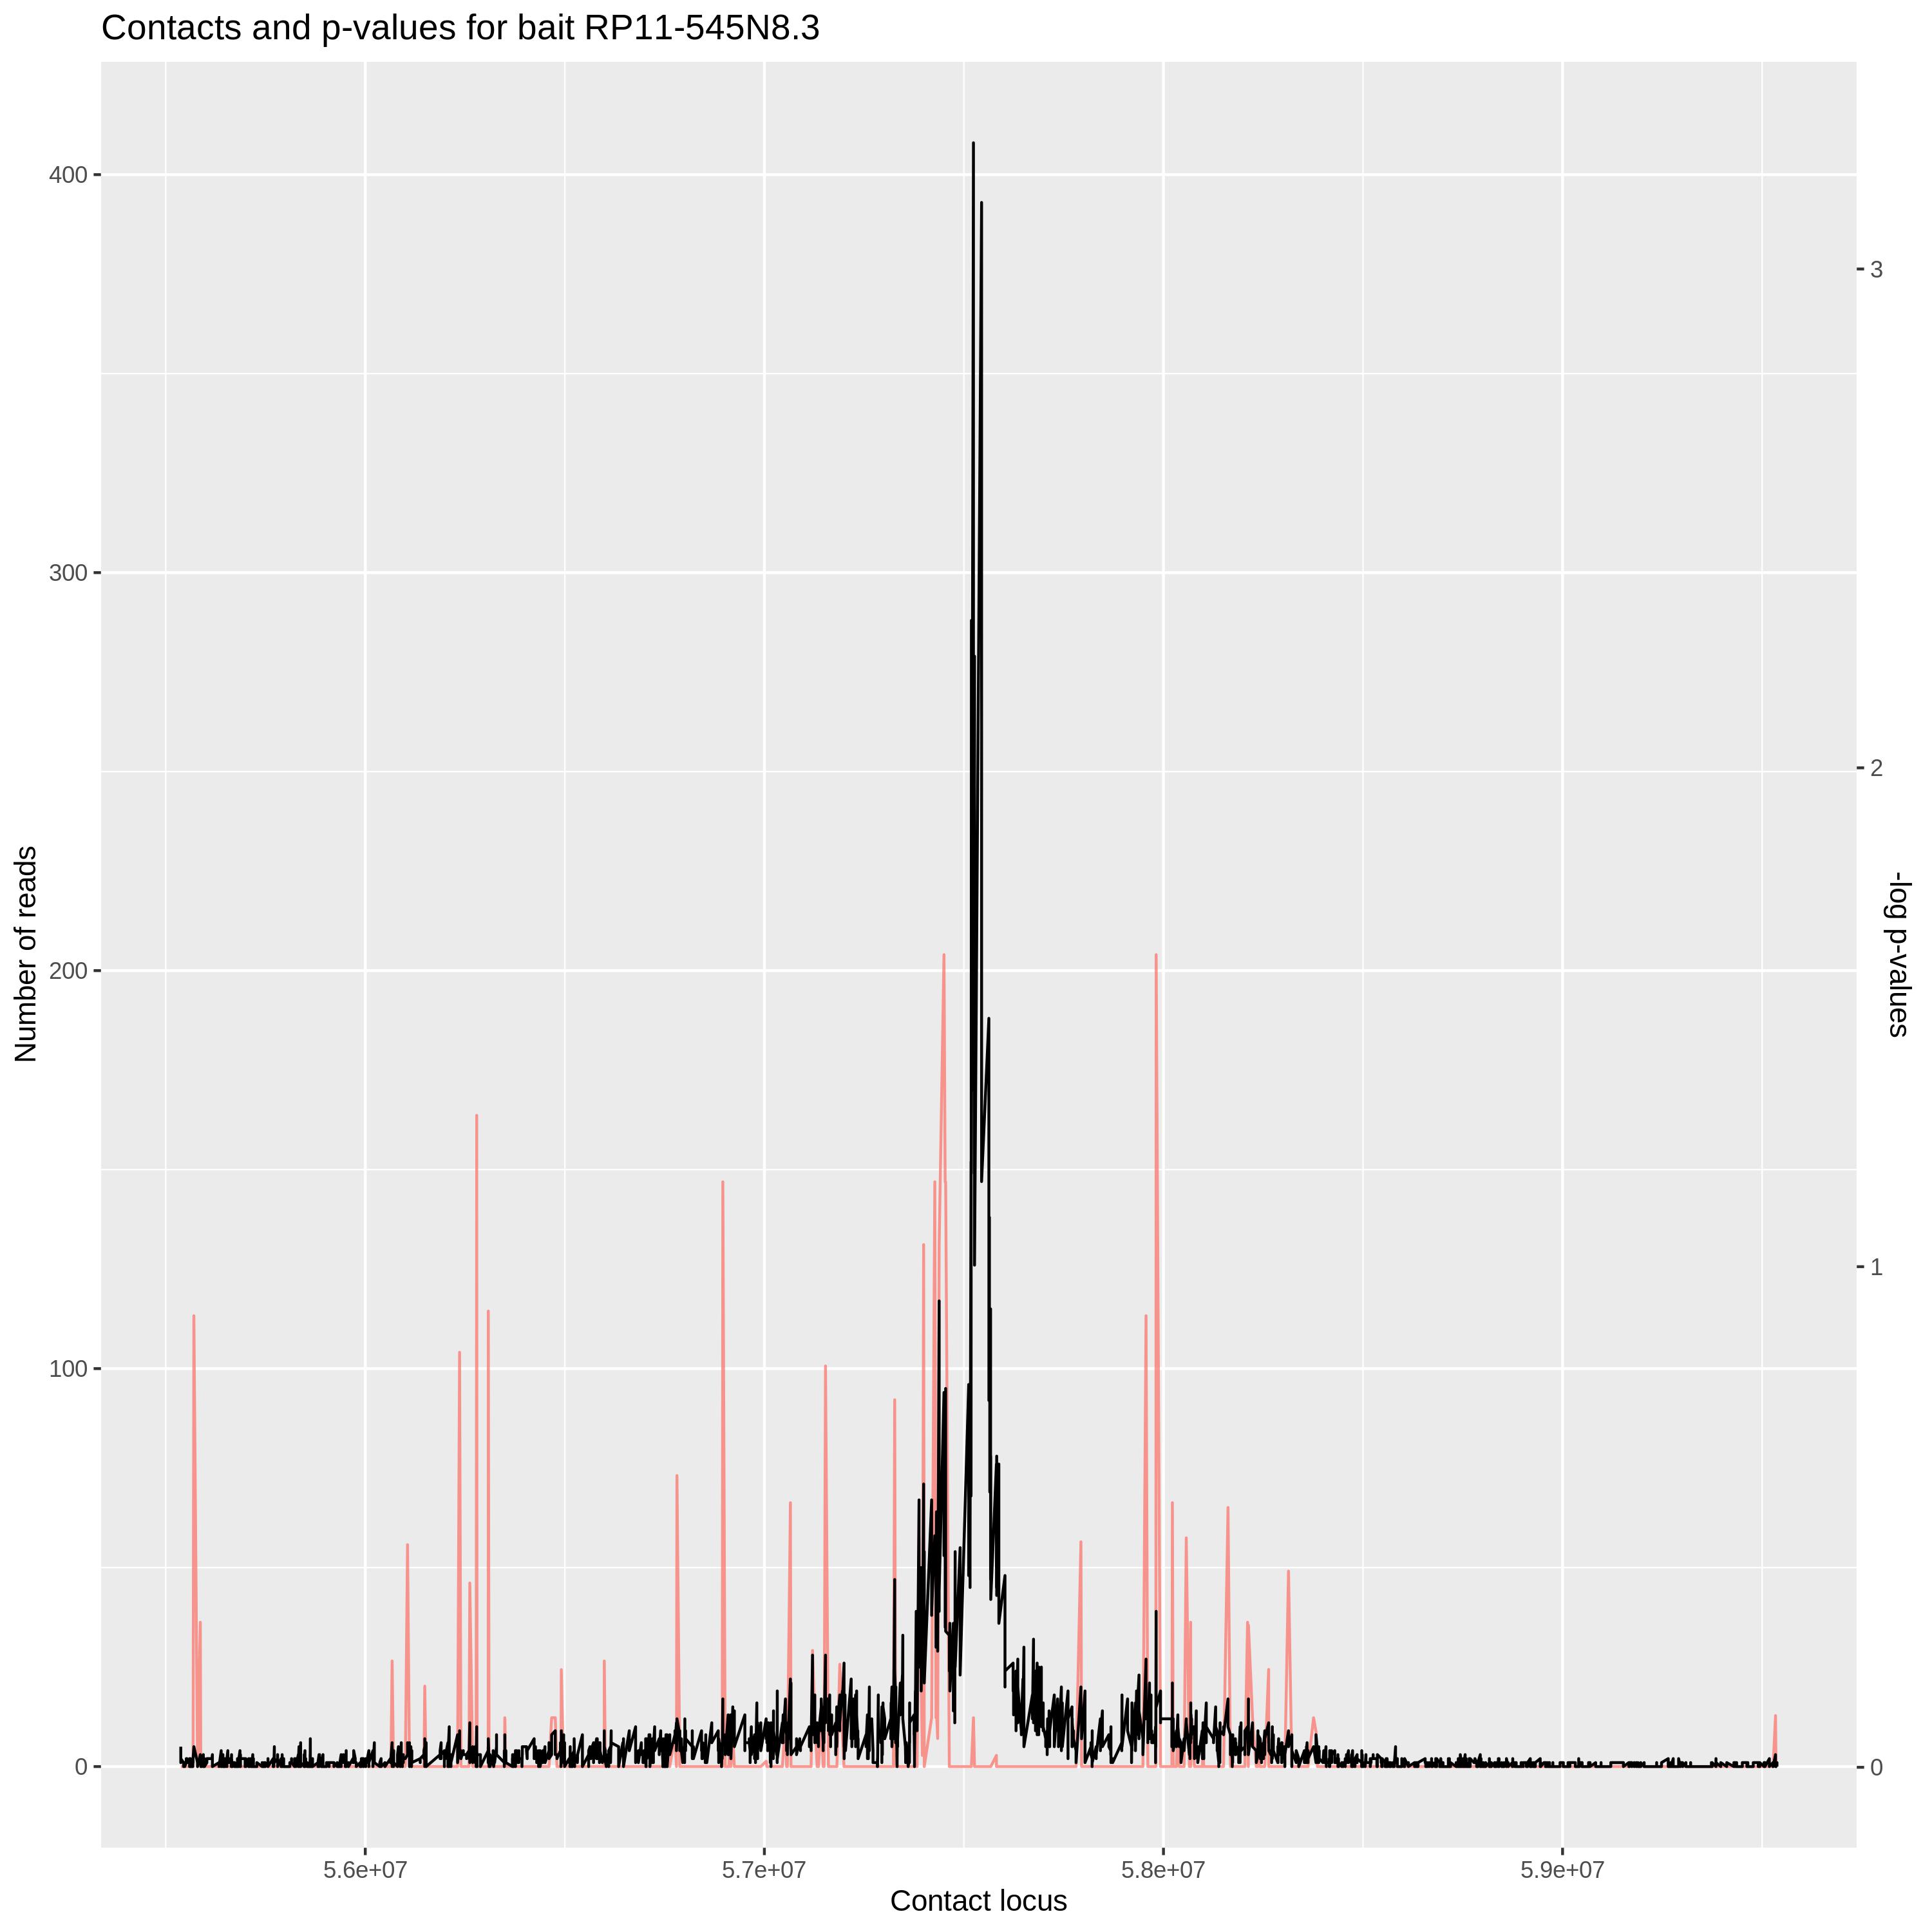 Contacts and p-values for bait RP11-545N8.3
400
300
200
100
0
Number of reads
3
2
1
0
-log p-values
5.6e+07
5.7e+07
5.8e+07
5.9e+07
Contact locus